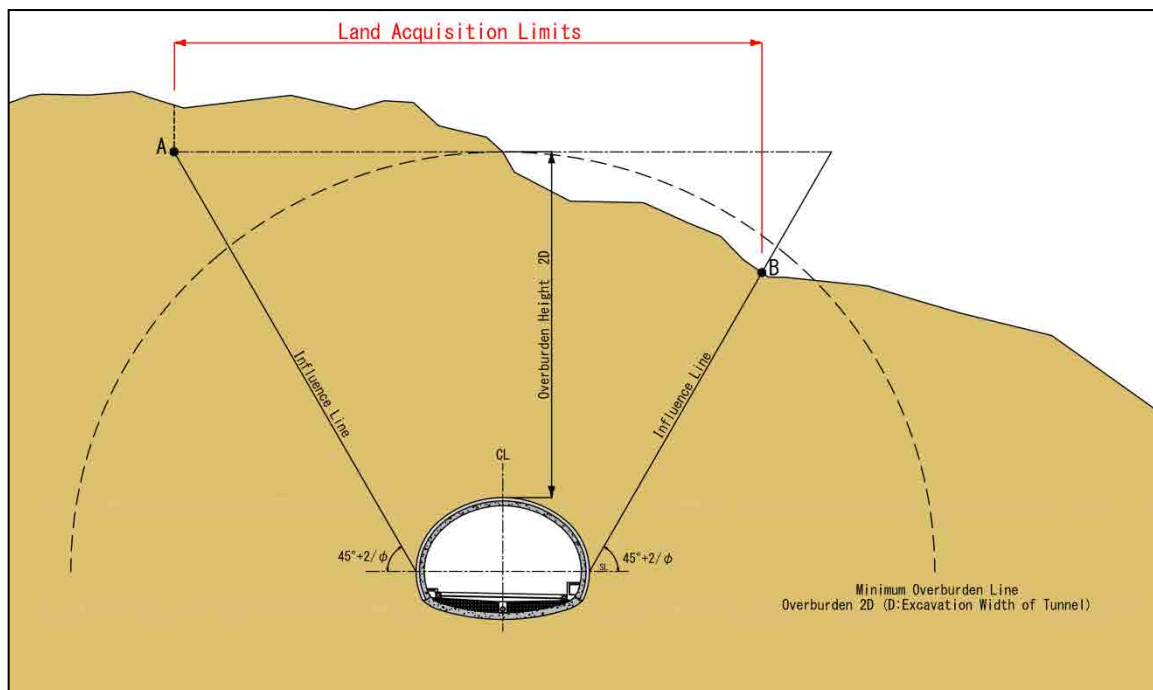 Land Acquisition Limits
A
Overburden Height 2D
B
Influence Line
Influence Line
CL
45°+2/φ
45°+2/φ
SL
Minimum Overburden Line
Overburden 2D (D:Excavation Width of Tunnel)